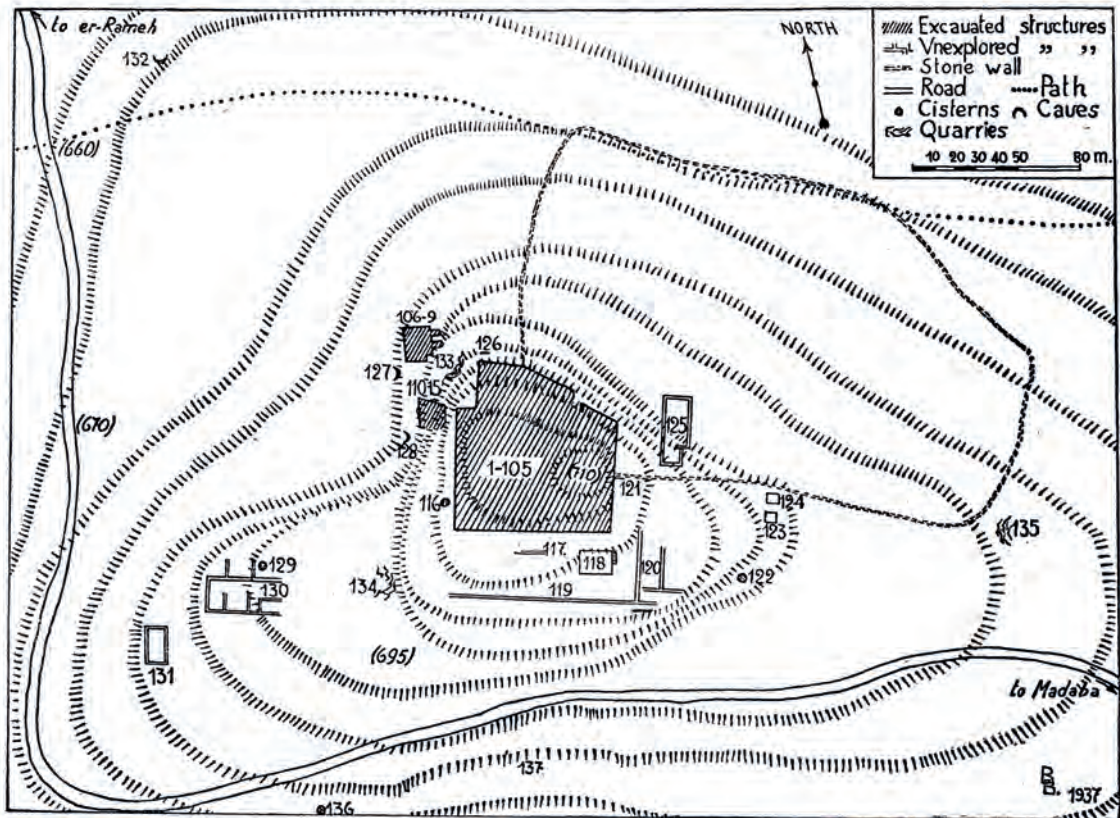 to er-Rameh
132
(660)
(670)
NORTH
Excavated structures
Vnexplored ” ”
Stone wall
Road Path
Cisterns Caves
Quarries
10 20 30 40 50 80 m.
106-9
133
126
127
110-15
128
1-105
(710)
125
121
116
124
123
135
117
118
120
122
119
129
130
134
131
(695)
to Madaba
137
136
B
B. 1937